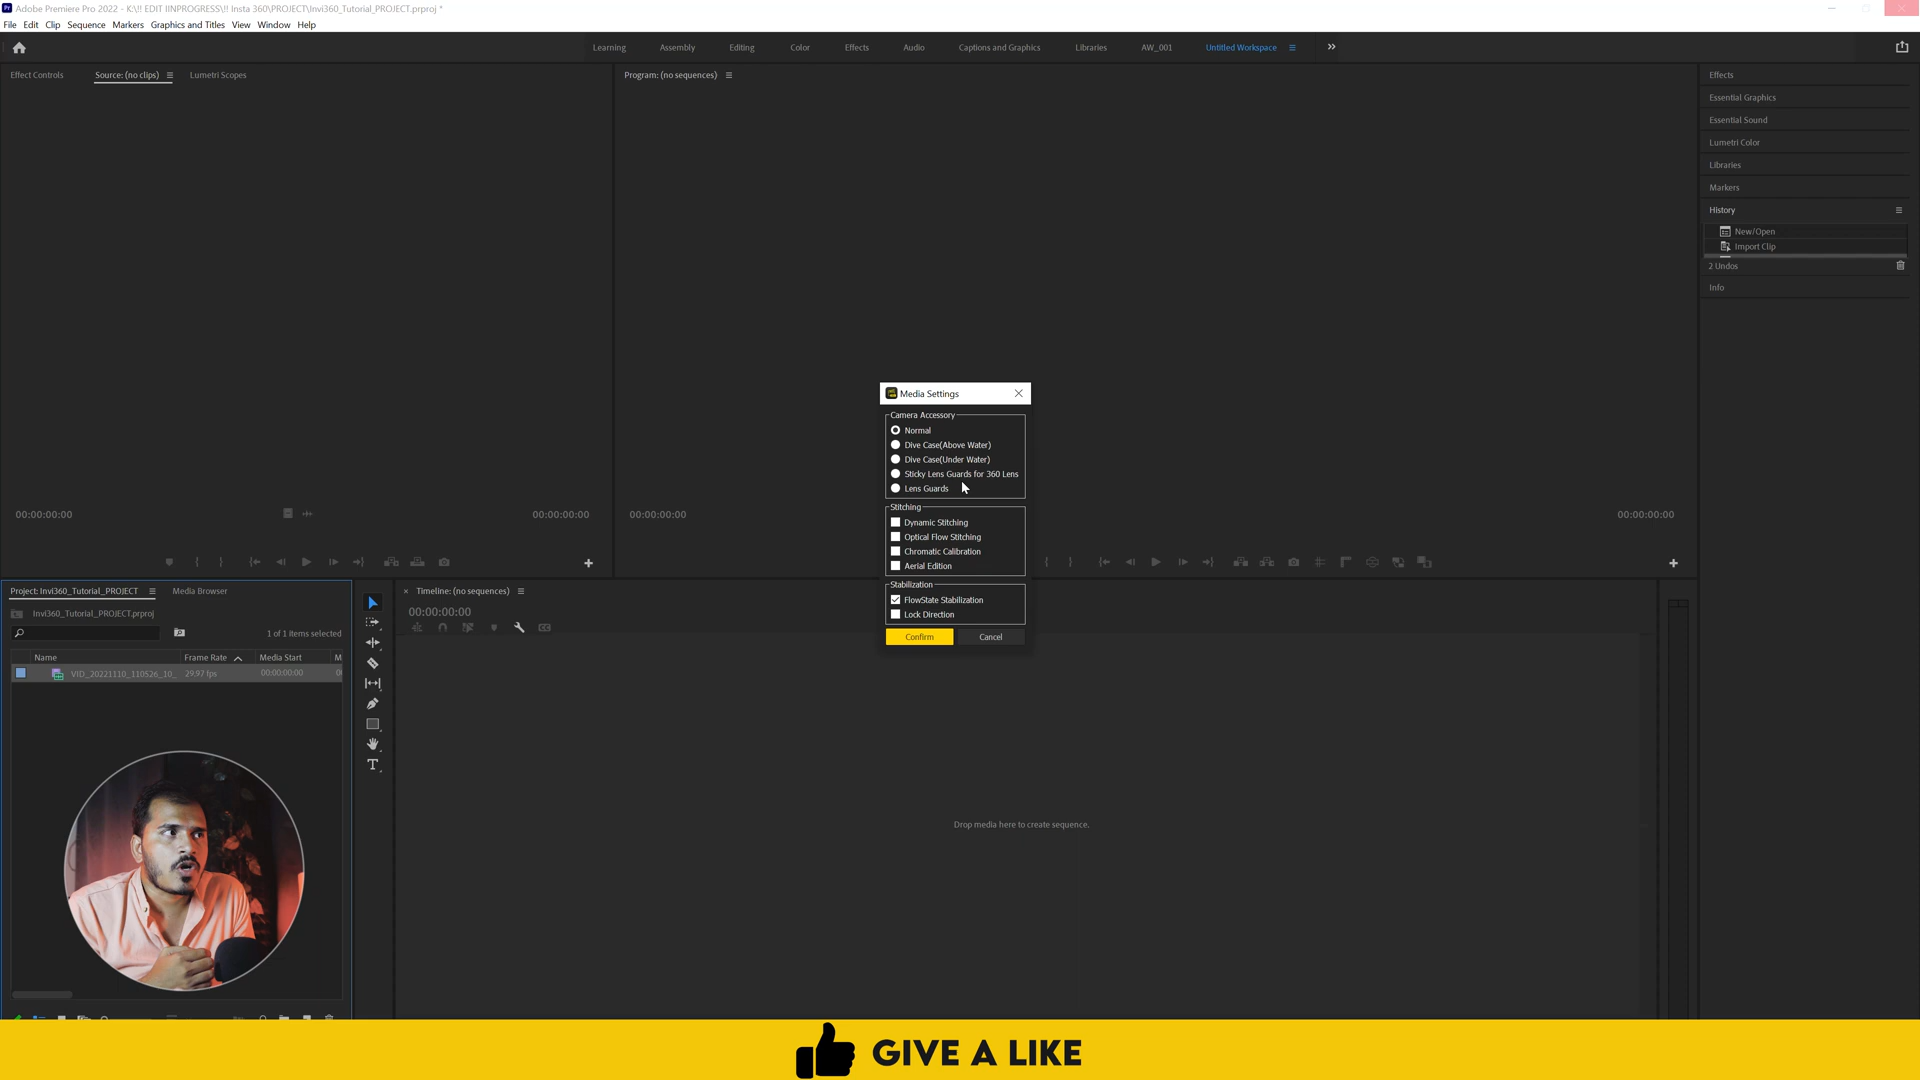 Pr Adobe Premiere Pro 2022 - K:\!! EDIT IINPROGRESS\!! Insta 360\PROJECT\Invi360_Tutorial_PROJECT.prproj *
File Edit Clip Sequence Markers Graphics and Titles View Window Help
Learning Assembly Editing Color Effects Audio Captions and Graphics Libraries AW_001 Untitled Workspace
Effect Controls Source: (no clips) Lumetri Scopes Program: (no sequences)
Effects
Essential Graphics
Essential Sound
Lumetri Color
Libraries
Markers
History
New/Open
Import Clip
2 Undos
Info
Media Settings
Camera Accessory
Normal
Dive Case(Above Water)
Dive Case(Under Water)
Sticky Lens Guards for 360 Lens
Lens Guards
Stitching
Dynamic Stitching
Optical Flow Stitching
Chromatic Calibration
Aerial Edition
Stabilization
FlowState Stabilization
Lock Direction
Confirm Cancel
00:00:00:00 00:00:00:00 00:00:00:00 00:00:00:00
Project: Invi360_Tutorial_PROJECT Media Browser
Invi360_Tutorial_PROJECT.prproj
1 of 1 items selected
Name Frame Rate Media Start M
VID_20221110_110526_10_ 29.97 fps 00:00:00:00
Timeline: (no sequences)
00:00:00:00
Drop media here to create sequence.
GIVE A LIKE